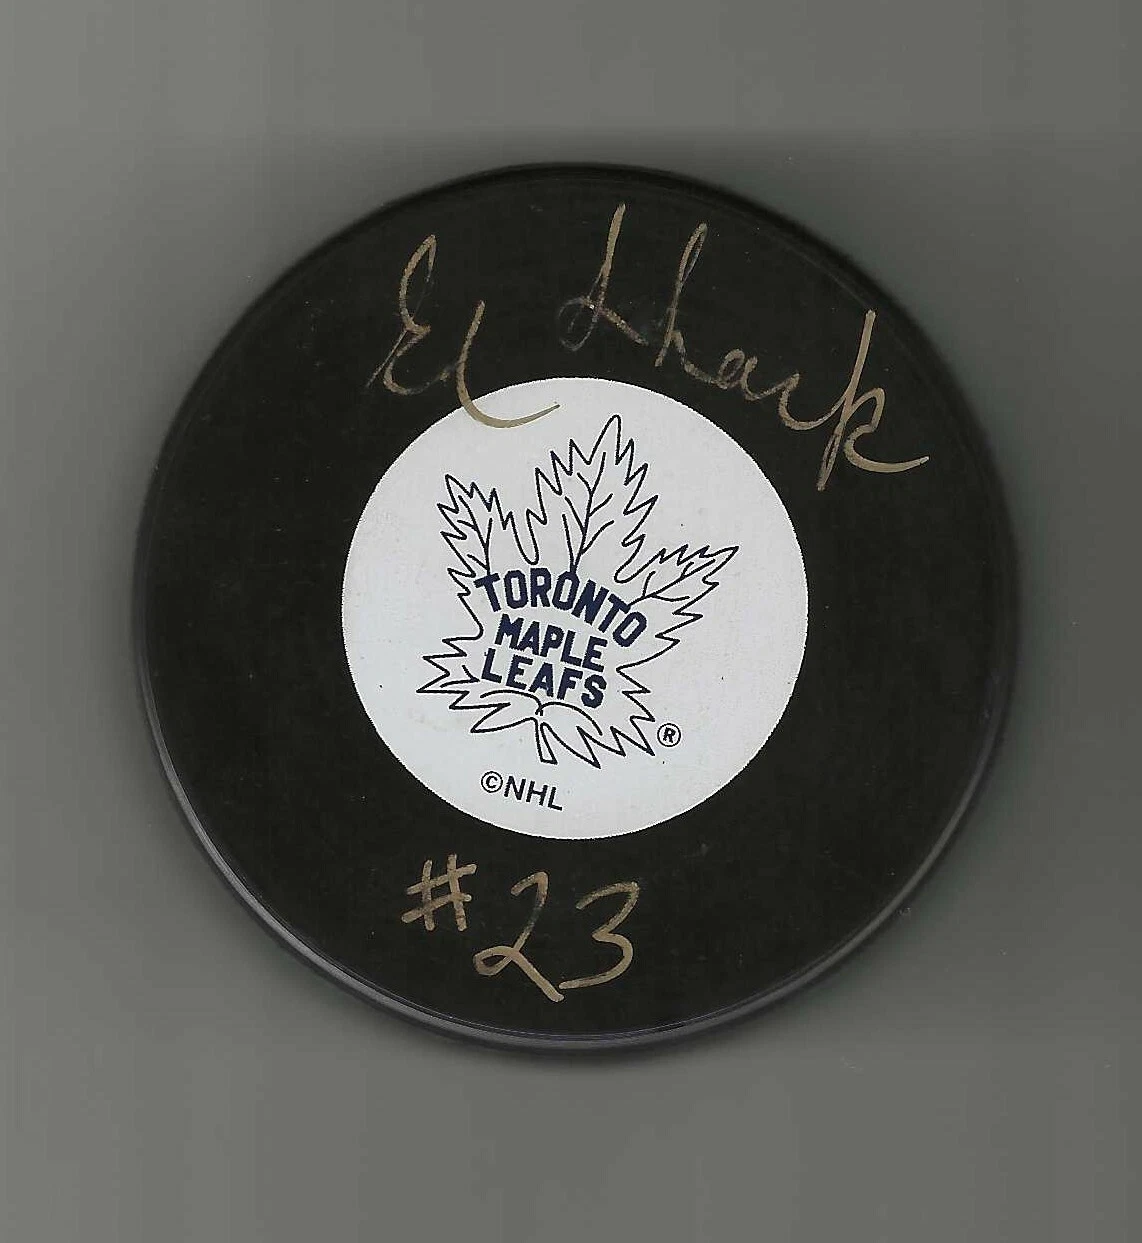 Ed Shack
TORONTO
MAPLE
LEAFS
®
©NHL
#23